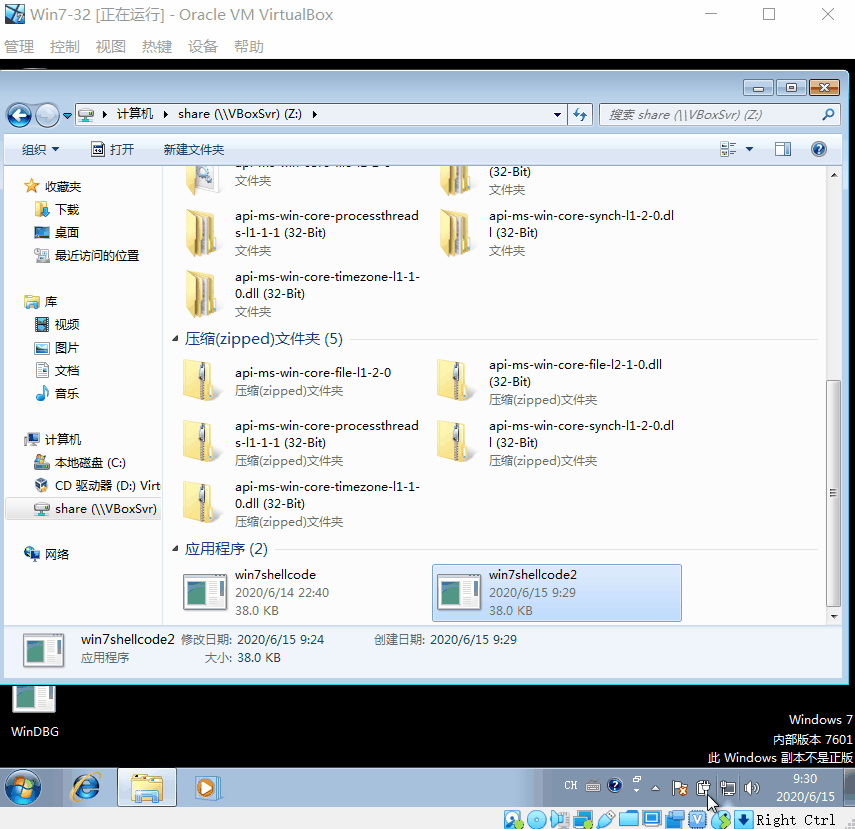 Win7-32 [正在运行] - Oracle VM VirtualBox
管理 控制 视图 热键 设备 帮助
计算机 share (\\VBoxSvr) (Z:)
搜索 share (\\VBoxSvr) (Z:)
组织 打开 新建文件夹
收藏夹
下载
桌面
最近访问的位置
库
视频
图片
文档
音乐
计算机
本地磁盘 (C:)
CD 驱动器 (D:) Virt
share (\\VBoxSvr)
网络
文件夹
(32-Bit)
文件夹
api-ms-win-core-processthread
s-l1-1-1 (32-Bit)
文件夹
api-ms-win-core-synch-l1-2-0.dl
l (32-Bit)
文件夹
api-ms-win-core-timezone-l1-1-
0.dll (32-Bit)
文件夹
压缩(zipped)文件夹 (5)
api-ms-win-core-file-l1-2-0
压缩(zipped)文件夹
api-ms-win-core-file-l2-1-0.dll
(32-Bit)
压缩(zipped)文件夹
api-ms-win-core-processthread
s-l1-1-1 (32-Bit)
压缩(zipped)文件夹
api-ms-win-core-synch-l1-2-0.dl
l (32-Bit)
压缩(zipped)文件夹
api-ms-win-core-timezone-l1-1-
0.dll (32-Bit)
压缩(zipped)文件夹
应用程序 (2)
win7shellcode
2020/6/14 22:40
38.0 KB
win7shellcode2
2020/6/15 9:29
38.0 KB
win7shellcode2 修改日期: 2020/6/15 9:24 创建日期: 2020/6/15 9:29
应用程序 大小: 38.0 KB
WinDBG
Windows 7
内部版本 7601
此 Windows 副本不是正版
CH
9:30
2020/6/15
Right Ctrl